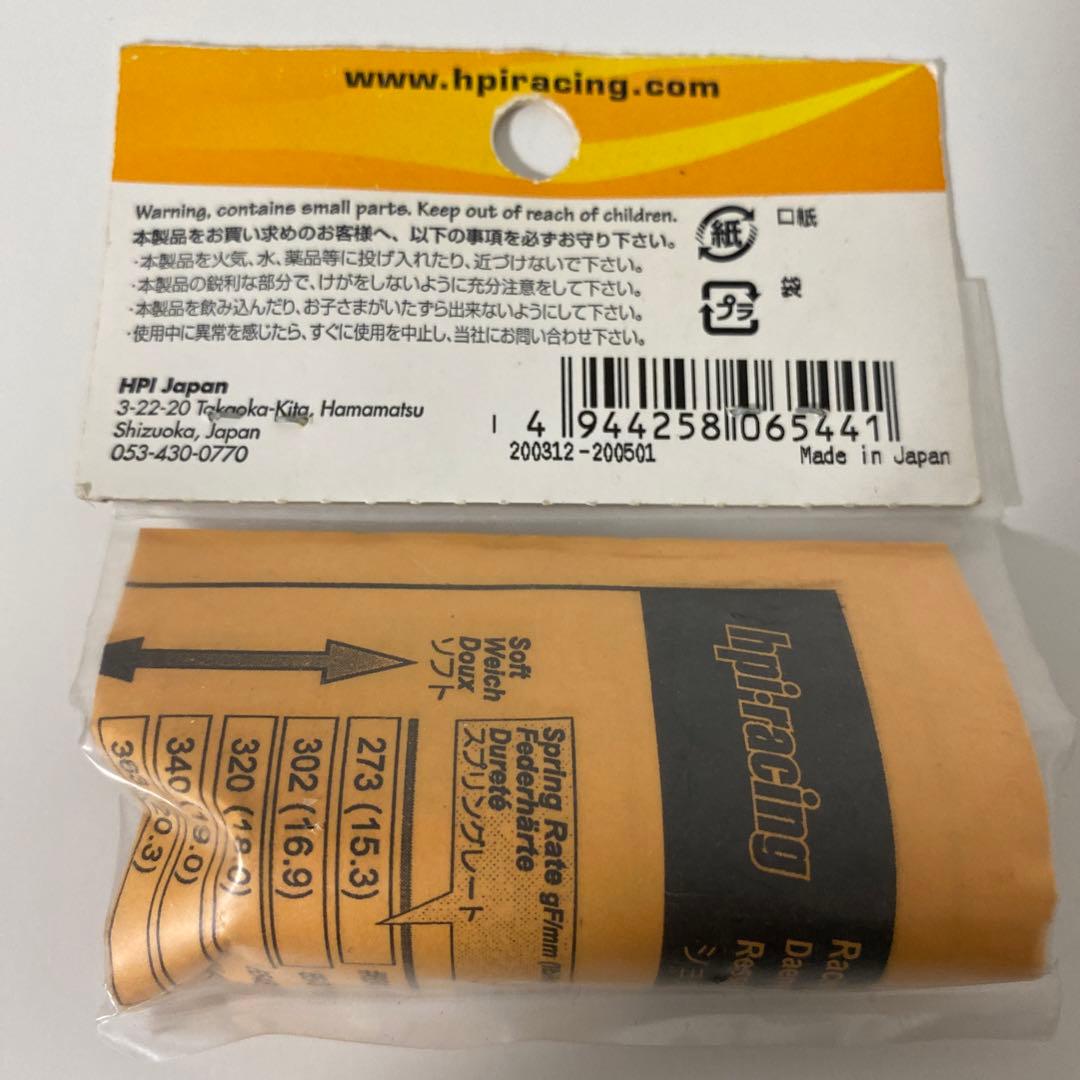 www.hpiracing.com
Warning, contains small parts. Keep out of reach of children.
本製品をお買い求めのお客様へ、以下の事項を必ずお守り下さい。
・本製品を火気、水、薬品等に投げ入れたり、近づけないで下さい。
・本製品の鋭利な部分で、けがをしないように充分注意をして下さい。
・本製品を飲み込んだり、お子さまがいたずら出来ないようにして下さい。
・使用中に異常を感じたら、すぐに使用を中止し、当社にお問い合わせ下さい。
紙
口紙
プラ
袋
HPI Japan
3-22-20 Takaoka-Kita, Hamamatsu
Shizuoka, Japan
053-430-0770
4 944258 065441
200312-200501
Made in Japan
hpi·racing
Soft
Weich
Doux
ソフト
Spring Rate gF/mm
Federhärte
Dureté
スプリングレート
273 (15.3)
302 (16.9)
320 (18.0)
340 (19.0)
(20.3)